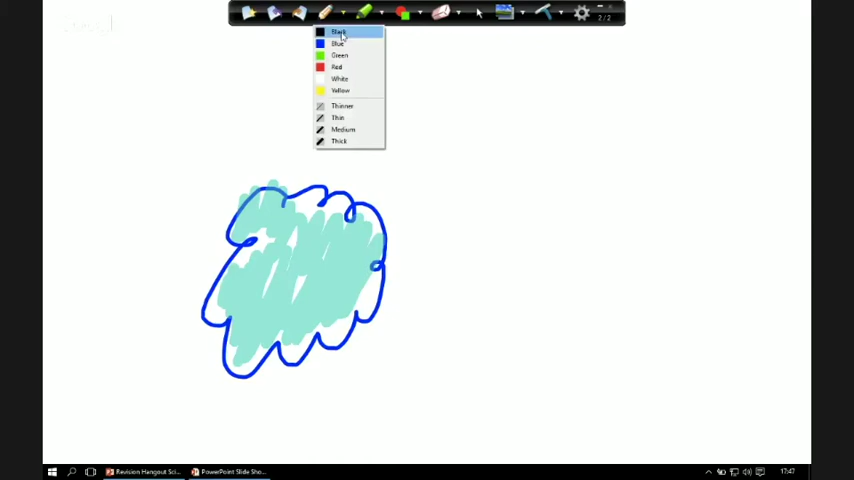 2/2
Black
Blue
Green
Red
White
Yellow
Thinner
Thin
Medium
Thick
Revision Hangout Sci...
PowerPoint Slide Sho...
17:47